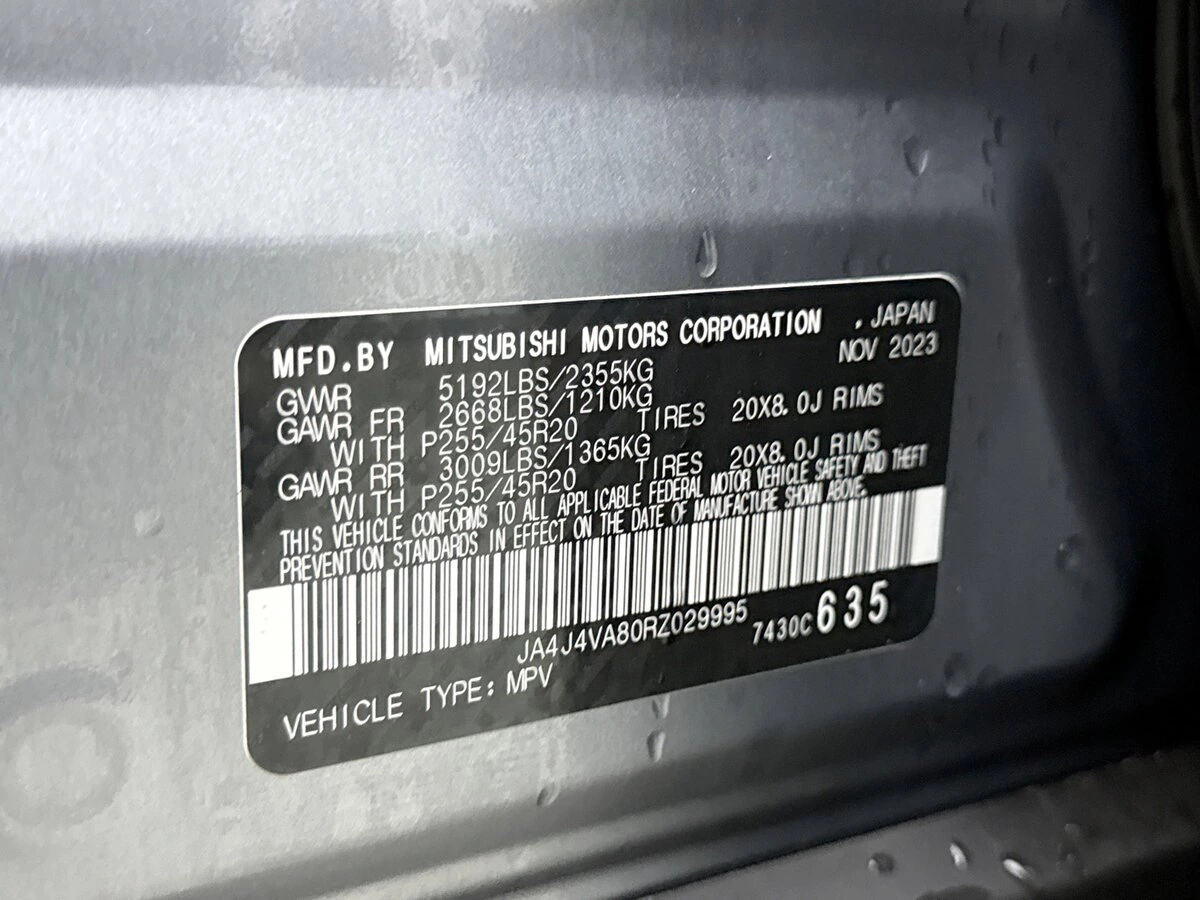 MFD.BY MITSUBISHI MOTORS CORPORATION . JAPAN
NOV 2023
GVWR 5192LBS/2355KG
GAWR FR 2668LBS/1210KG
WITH P255/45R20 TIRES 20X8.0J RIMS
GAWR RR 3009LBS/1365KG
WITH P255/45R20 TIRES 20X8.0J RIMS
THIS VEHICLE CONFORMS TO ALL APPLICABLE FEDERAL MOTOR VEHICLE SAFETY AND THEFT
PREVENTION STANDARDS IN EFFECT ON THE DATE OF MANUFACTURE SHOWN ABOVE.
JA4J4VA80RZ029995 7430C 635
VEHICLE TYPE: MPV